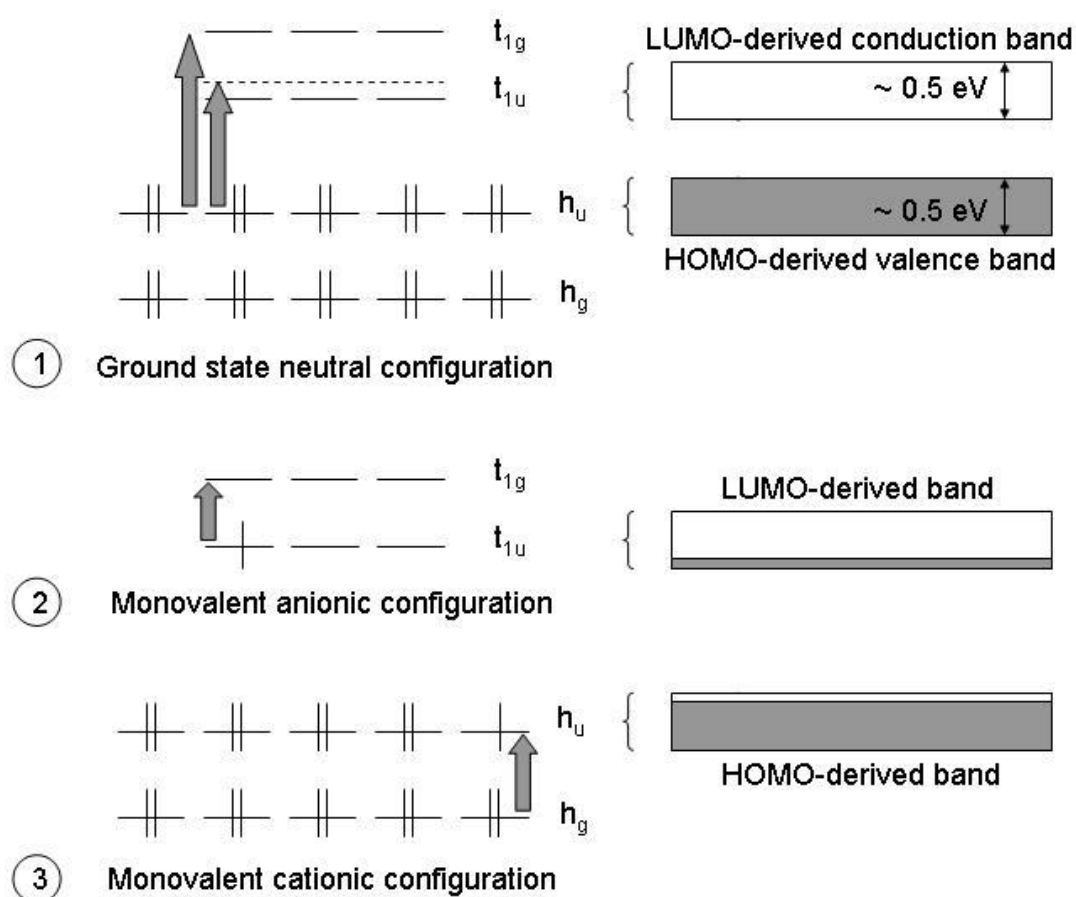 t1g
LUMO-derived conduction band
t1u
~ 0.5 eV
hu
~ 0.5 eV
HOMO-derived valence band
hg
1 Ground state neutral configuration
t1g
LUMO-derived band
t1u
2 Monovalent anionic configuration
hu
HOMO-derived band
hg
3 Monovalent cationic configuration